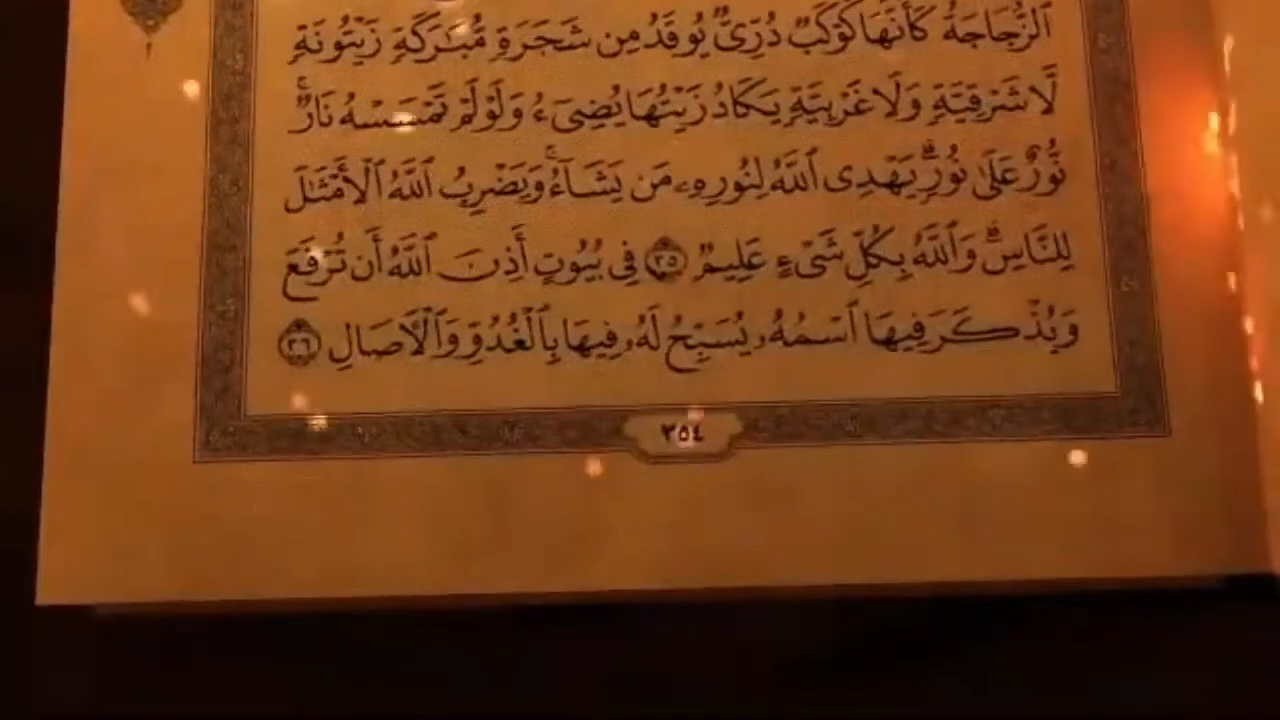 ٱلزُّجَاجَةُ كَأَنَّهَا كَوْكَبٌ دُرِّىٌّ يُوقَدُ مِن شَجَرَةٍ مُّبَـٰرَكَةٍ زَيْتُونَةٍ
لَّا شَرْقِيَّةٍ وَلَا غَرْبِيَّةٍ يَكَادُ زَيْتُهَا يُضِىٓءُ وَلَوْ لَمْ تَمْسَسْهُ نَارٌ ۚ
نُّورٌ عَلَىٰ نُورٍ ۗ يَهْدِى ٱللَّهُ لِنُورِهِۦ مَن يَشَآءُ ۚ وَيَضْرِبُ ٱللَّهُ ٱلْأَمْثَـٰلَ
لِلنَّاسِ ۗ وَٱللَّهُ بِكُلِّ شَىْءٍ عَلِيمٌ ٣٥ فِى بُيُوتٍ أَذِنَ ٱللَّهُ أَن تُرْفَعَ
وَيُذْكَرَ فِيهَا ٱسْمُهُۥ يُسَبِّحُ لَهُۥ فِيهَا بِٱلْغُدُوِّ وَٱلْـَٔاصَالِ ٣٦
٣٥٤